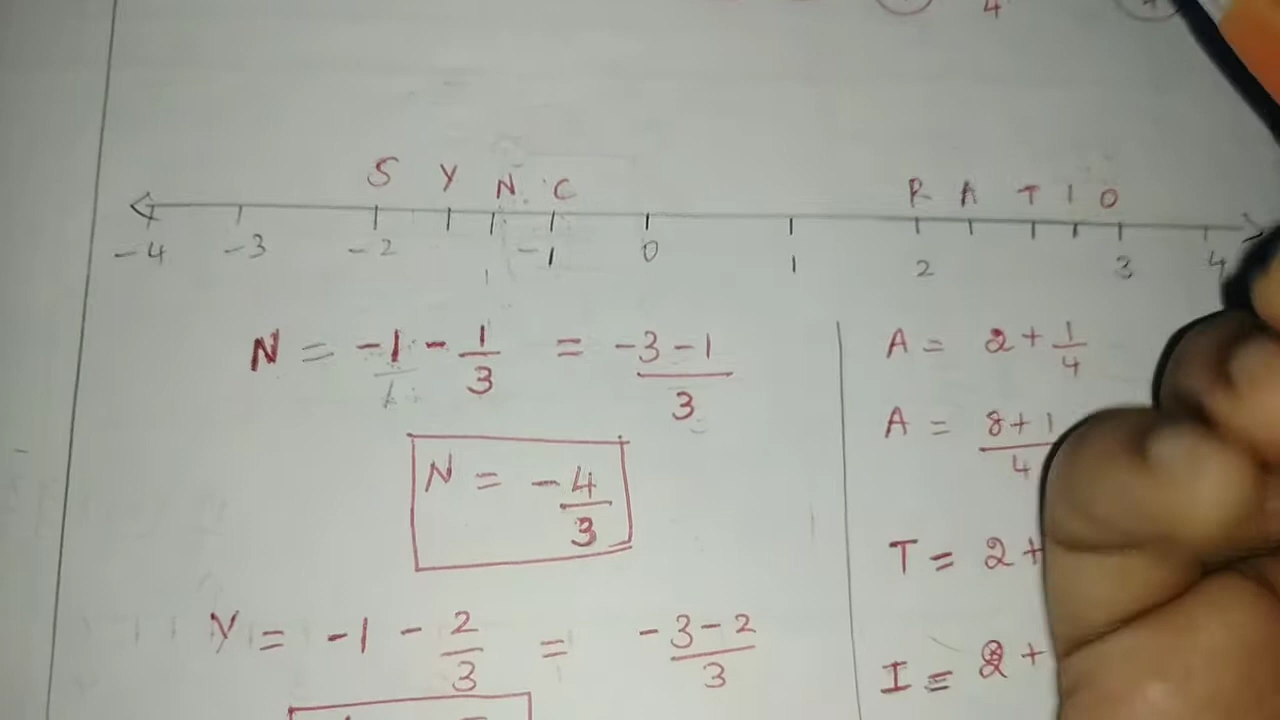 4
S Y N C R A T I O
-4 -3 -2 -1 0 1 2 3 4
N = -1/1 - 1/3 = -3-1/3
N = -4/3
Y = -1 - 2/3 = -3-2/3
A = 2 + 1/4
A = 8+1/4
T = 2+
I = 2+